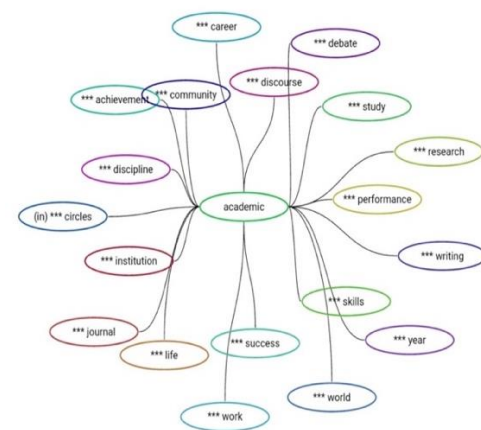 *** career
*** debate
*** discourse
*** achievement
*** community
*** study
*** research
*** discipline
*** performance
academic
(in) *** circles
*** writing
*** institution
*** skills
*** journal
*** year
*** success
*** life
*** world
*** work